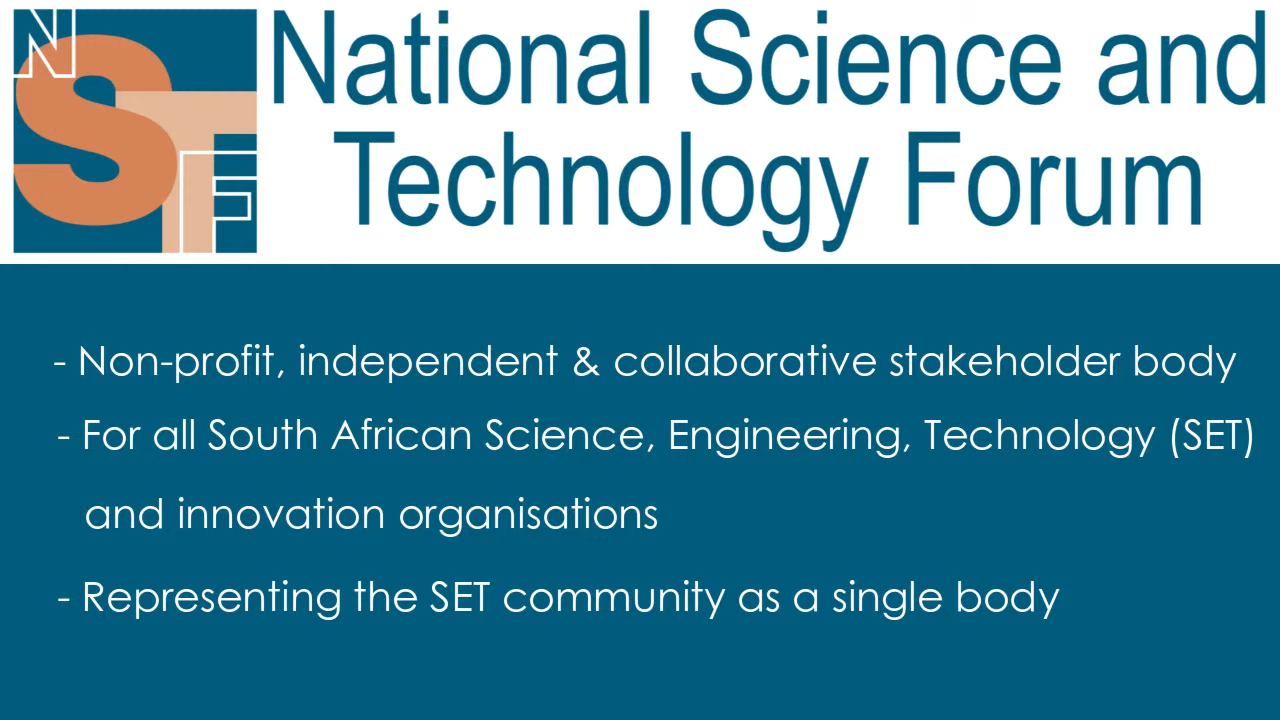 NSTF
National Science and
Technology Forum
- Non-profit, independent & collaborative stakeholder body
- For all South African Science, Engineering, Technology (SET)
and innovation organisations
- Representing the SET community as a single body